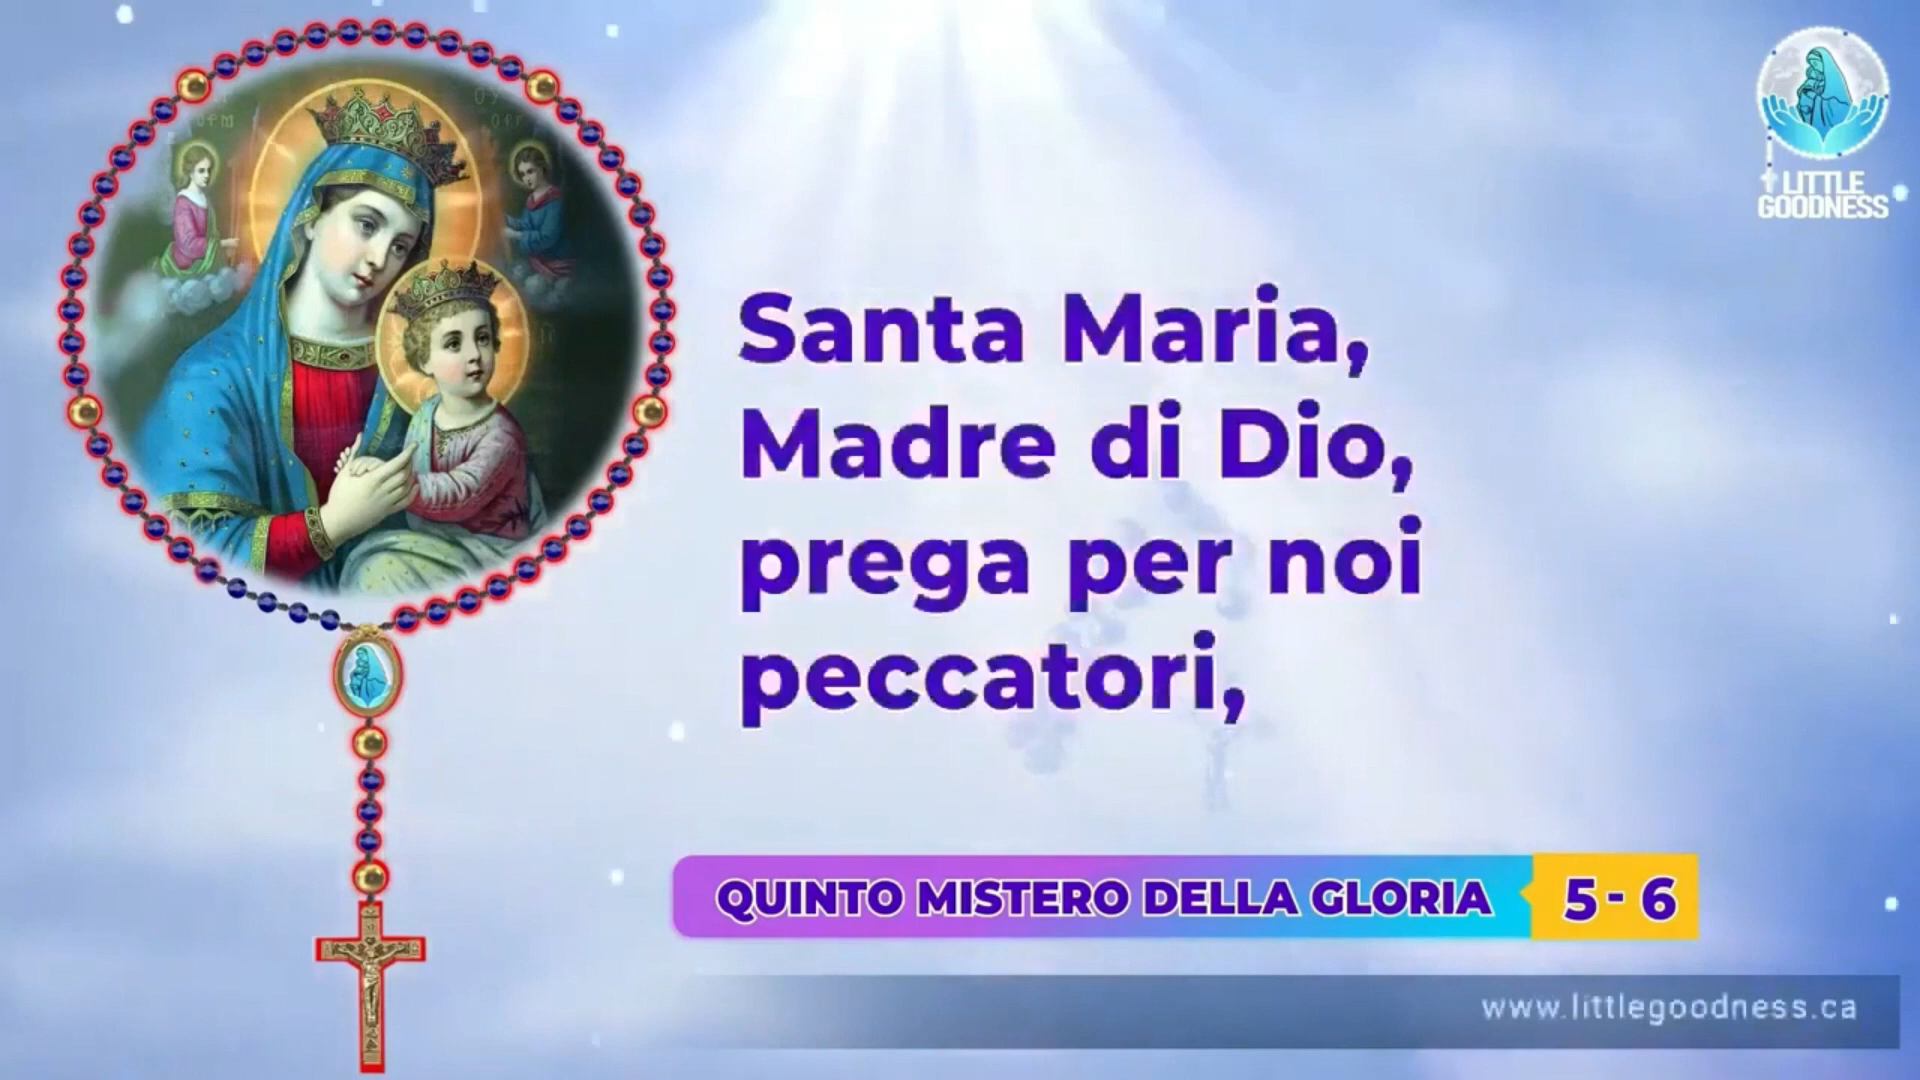 LITTLE
GOODNESS
Santa Maria,
Madre di Dio,
prega per noi
peccatori,
QUINTO MISTERO DELLA GLORIA 5 - 6
www.littlegoodness.ca